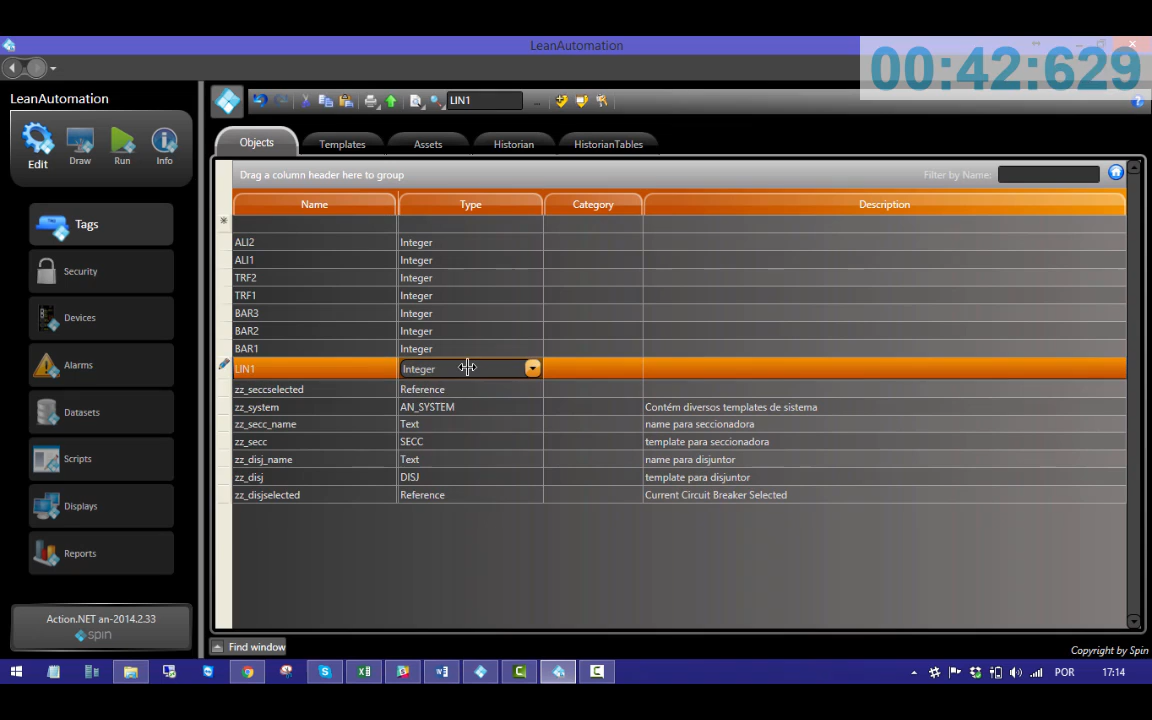 LeanAutomation
00:42:629
LeanAutomation
LIN1
Edit Draw Run Info
Objects Templates Assets Historian HistorianTables
Drag a column header here to group
Filter by Name:
Name Type Category Description
Tags
Security
Devices
Alarms
Datasets
Scripts
Displays
Reports
ALI2 Integer
ALI1 Integer
TRF2 Integer
TRF1 Integer
BAR3 Integer
BAR2 Integer
BAR1 Integer
LIN1 Integer
zz_seccselected Reference
zz_system AN_SYSTEM Contém diversos templates de sistema
zz_secc_name Text name para seccionadora
zz_secc SECC template para seccionadora
zz_disj_name Text name para disjuntor
zz_disj DISJ template para disjuntor
zz_disjselected Reference Current Circuit Breaker Selected
Action.NET an-2014.2.33
spin
Find window
Copyright by Spin
POR 17:14